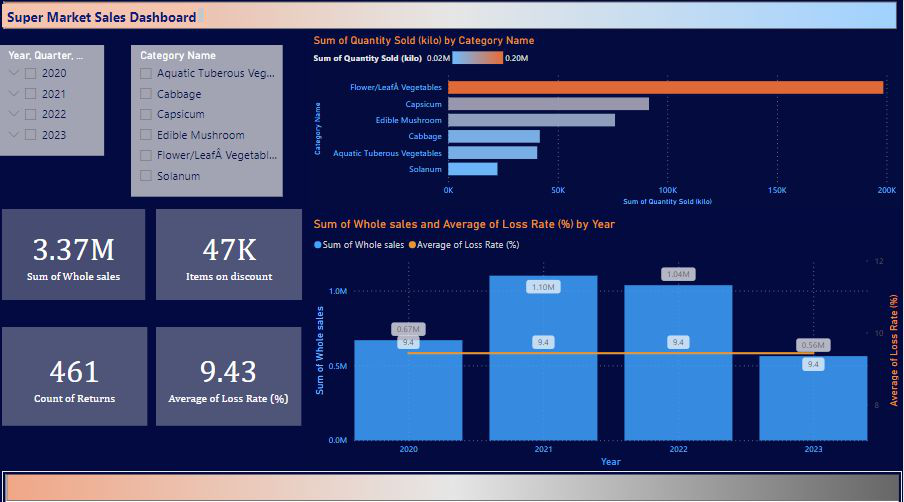 Super Market Sales Dashboard
Year, Quarter, ...
2020
2021
2022
2023
Category Name
Aquatic Tuberous Veg...
Cabbage
Capsicum
Edible Mushroom
Flower/LeafÂ Vegetabl...
Solanum
3.37M
Sum of Whole sales
47K
Items on discount
461
Count of Returns
9.43
Average of Loss Rate (%)
Sum of Quantity Sold (kilo) by Category Name
Sum of Quantity Sold (kilo) 0.02M 0.20M
Category Name
Flower/LeafÂ Vegetables
Capsicum
Edible Mushroom
Cabbage
Aquatic Tuberous Vegetables
Solanum
0K 50K 100K 150K 200K
Sum of Quantity Sold (kilo)
Sum of Whole sales and Average of Loss Rate (%) by Year
Sum of Whole sales Average of Loss Rate (%)
Sum of Whole sales
1.0M
0.5M
0.0M
0.67M
1.10M
1.04M
0.56M
9.4
9.4
9.4
9.4
12
10
8
Average of Loss Rate (%)
2020 2021 2022 2023
Year